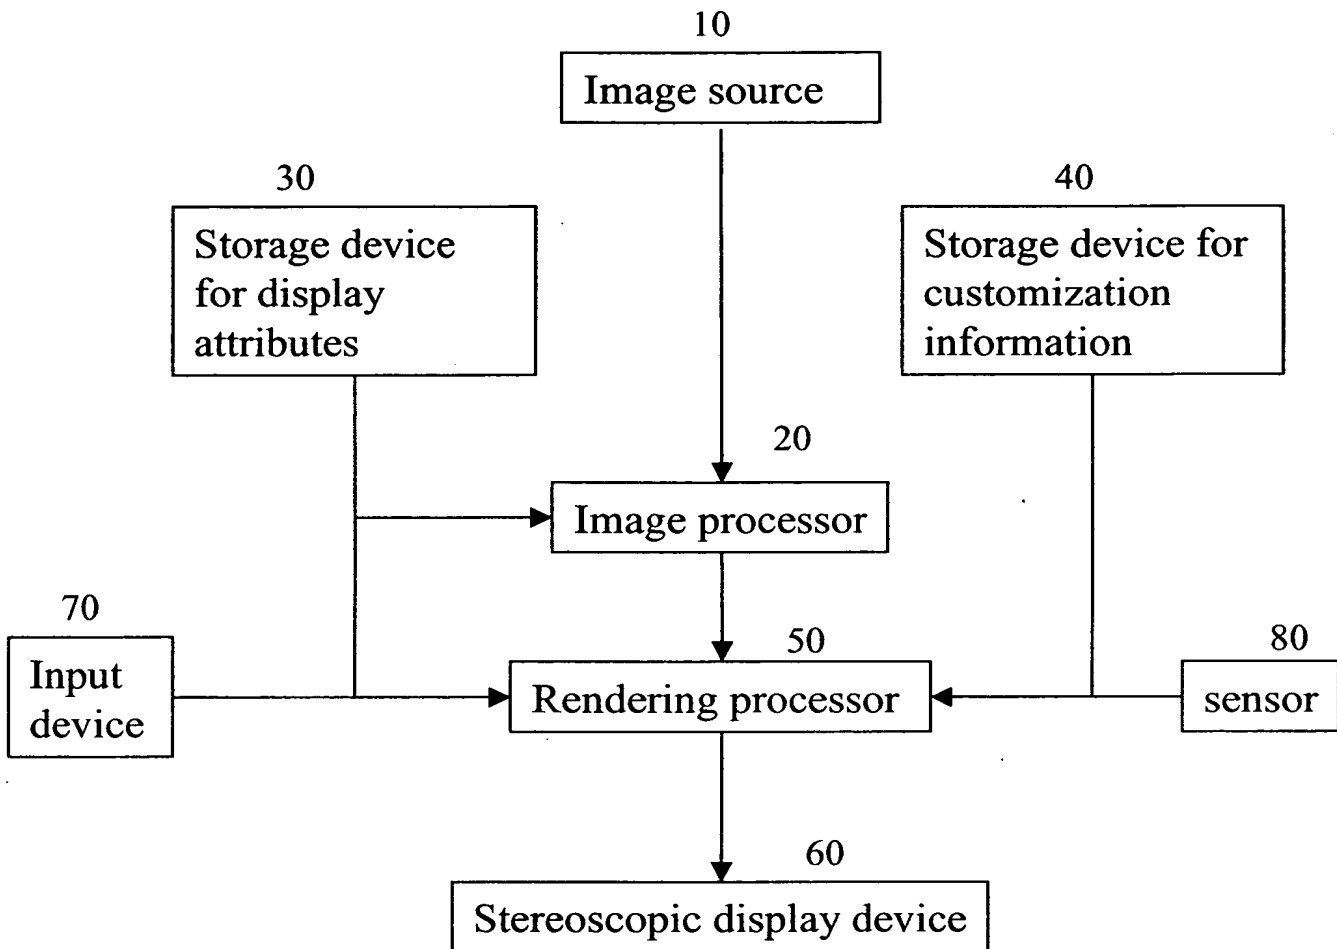 10
Image source
30
Storage device
for display
attributes
40
Storage device for
customization
information
20
Image processor
70
Input
device
50
Rendering processor
80
sensor
60
Stereoscopic display device